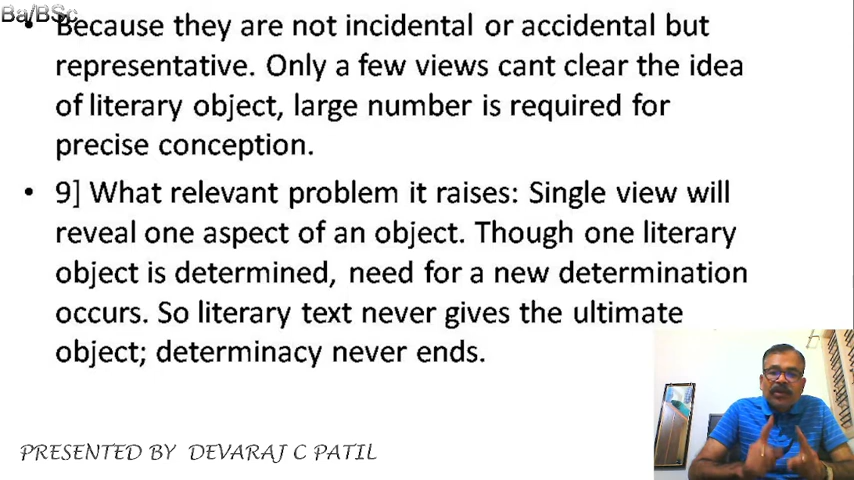 Ba/BSc
• Because they are not incidental or accidental but
representative. Only a few views cant clear the idea
of literary object, large number is required for
precise conception.
• 9] What relevant problem it raises: Single view will
reveal one aspect of an object. Though one literary
object is determined, need for a new determination
occurs. So literary text never gives the ultimate
object; determinacy never ends.
PRESENTED BY DEVARAJ C PATIL